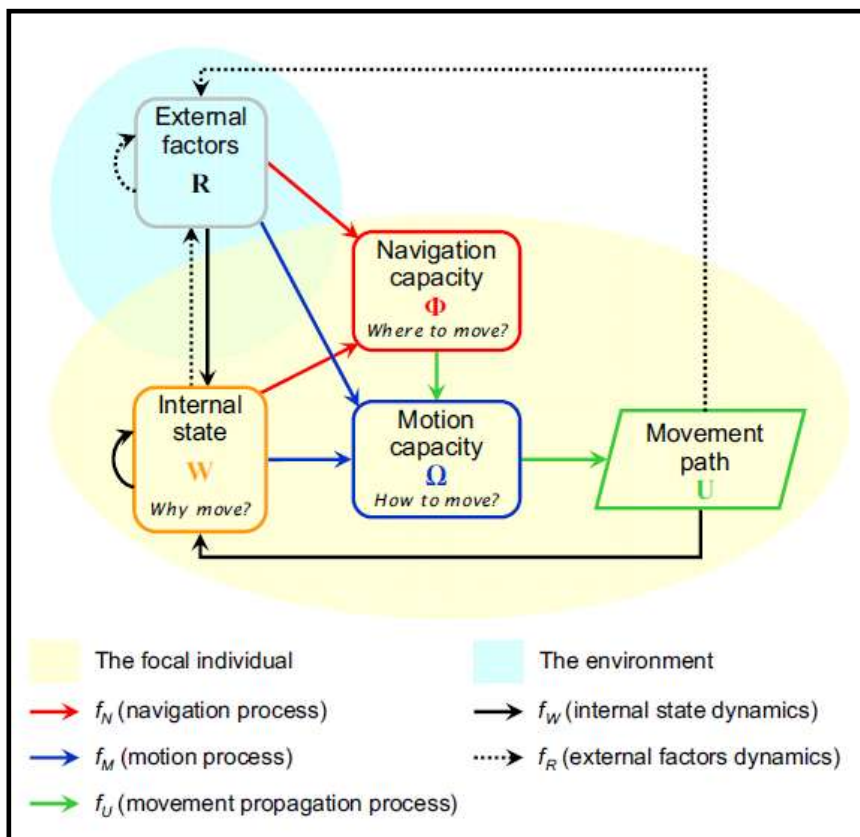 External
factors
R
Navigation
capacity
Φ
Where to move?
Internal
state
W
Why move?
Motion
capacity
Ω
How to move?
Movement
path
U
The focal individual
The environment
f_N (navigation process)
f_W (internal state dynamics)
f_M (motion process)
f_R (external factors dynamics)
f_U (movement propagation process)